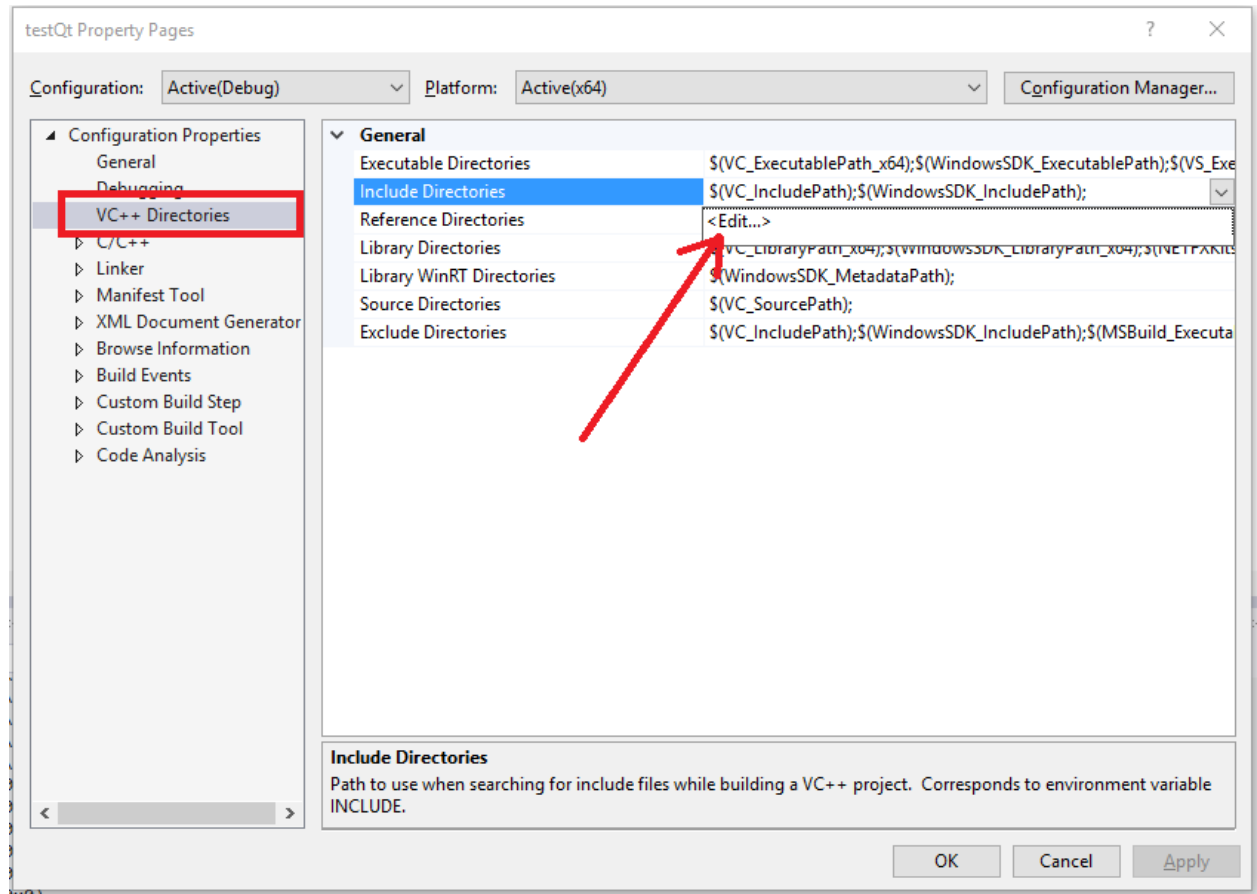 testQt Property Pages
Configuration: Active(Debug) Platform: Active(x64) Configuration Manager...
Configuration Properties
General
Debugging
VC++ Directories
C/C++
Linker
Manifest Tool
XML Document Generator
Browse Information
Build Events
Custom Build Step
Custom Build Tool
Code Analysis
General
Executable Directories $(VC_ExecutablePath_x64);$(WindowsSDK_ExecutablePath);$(VS_Exe
Include Directories $(VC_IncludePath);$(WindowsSDK_IncludePath);
Reference Directories <Edit...>
Library Directories $(VC_LibraryPath_x64);$(WindowsSDK_LibraryPath_x64);$(NETFXKits
Library WinRT Directories $(WindowsSDK_MetadataPath);
Source Directories $(VC_SourcePath);
Exclude Directories $(VC_IncludePath);$(WindowsSDK_IncludePath);$(MSBuild_Executa
Include Directories
Path to use when searching for include files while building a VC++ project. Corresponds to environment variable
INCLUDE.
OK Cancel Apply